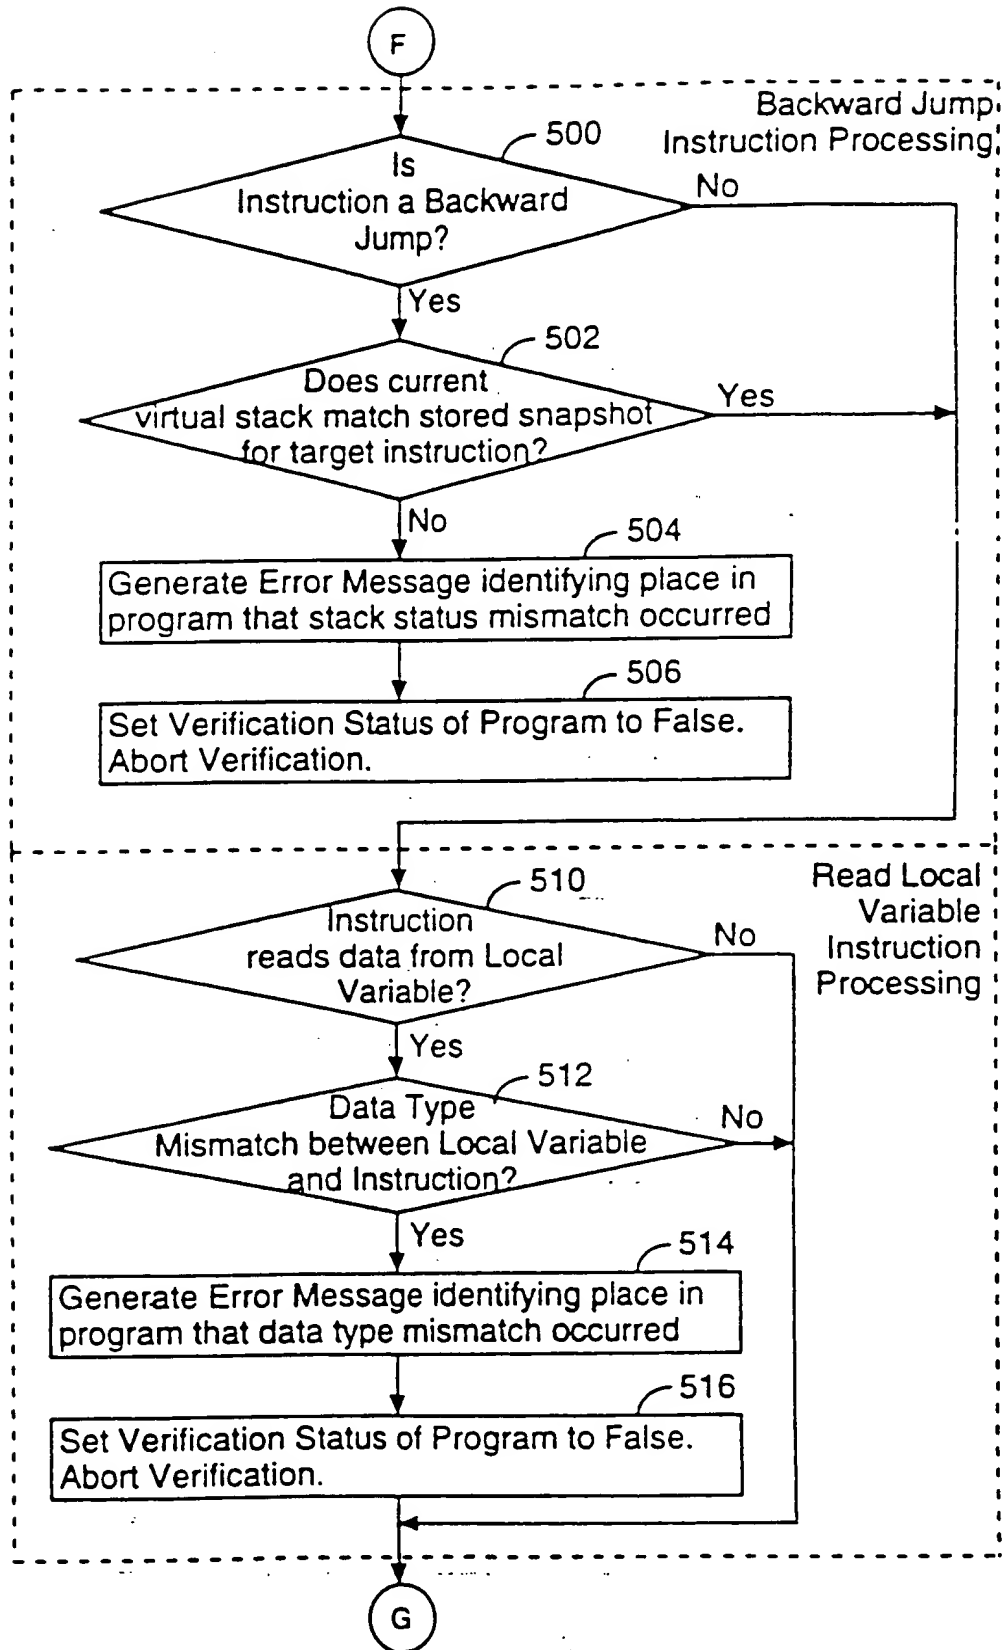 F
Backward Jump
Instruction Processing
500
Is
Instruction a Backward
Jump?
No
Yes
502
Does current
virtual stack match stored snapshot
for target instruction?
Yes
No
504
Generate Error Message identifying place in
program that stack status mismatch occurred
506
Set Verification Status of Program to False.
Abort Verification.
Read Local
Variable
Instruction
Processing
510
Instruction
reads data from Local
Variable?
No
Yes
512
Data Type
Mismatch between Local Variable
and Instruction?
No
Yes
514
Generate Error Message identifying place in
program that data type mismatch occurred
516
Set Verification Status of Program to False.
Abort Verification.
G